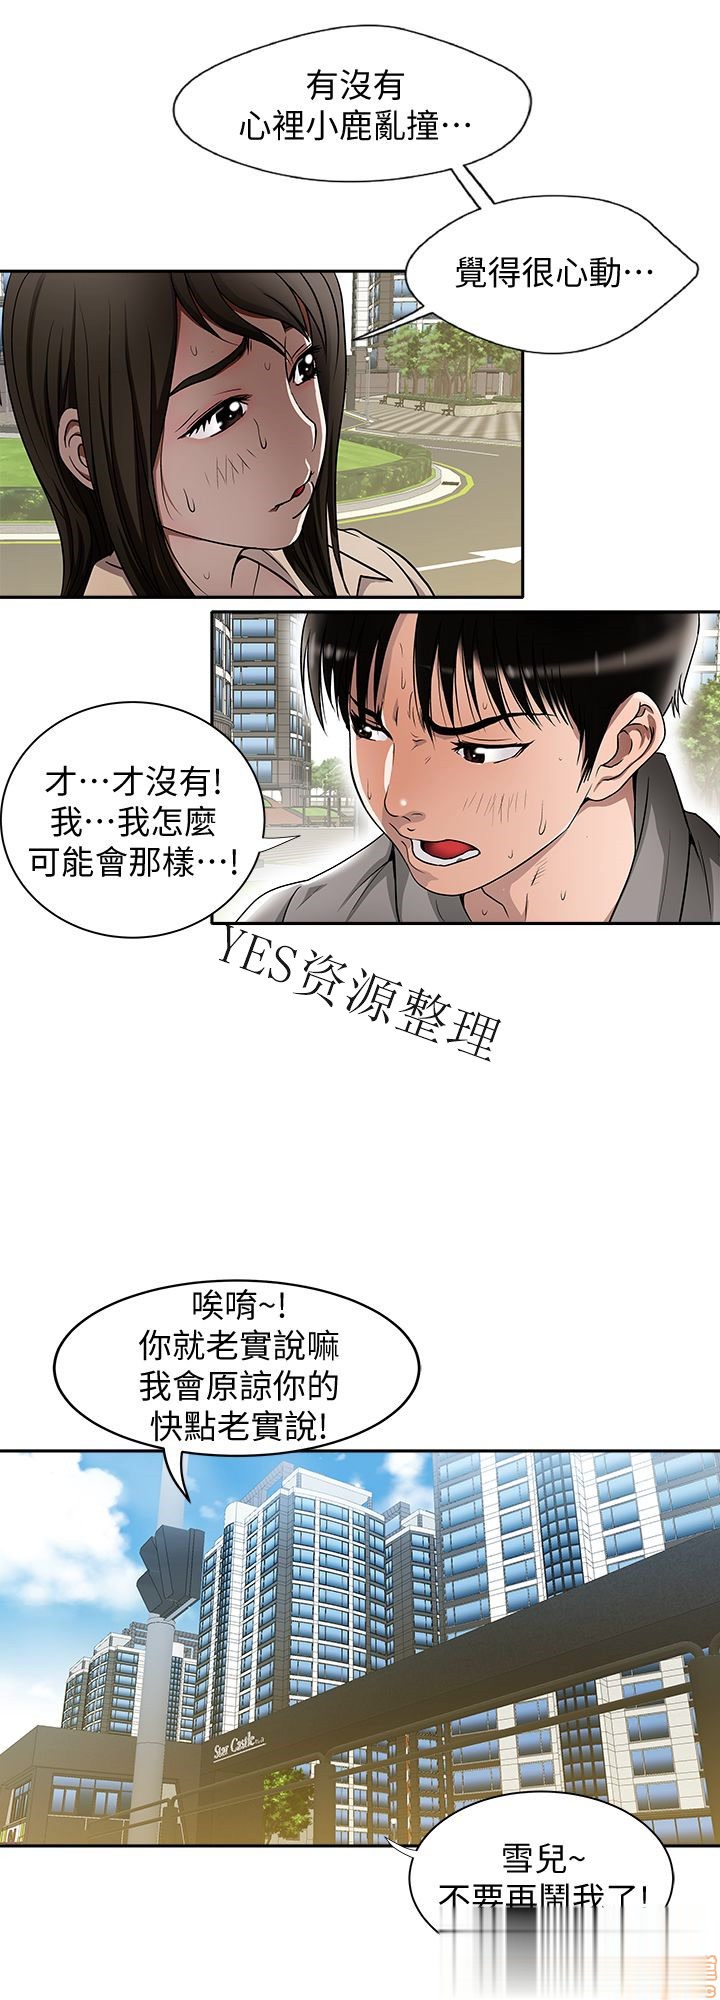 有沒有
心裡小鹿亂撞…
覺得很心動…
才…才沒有!
我…我怎麼
可能會那樣…!
YES资源整理
唉唷~!
你就老實說嘛
我會原諒你的
快點老實說!
Star Castle
雪兒~
不要再鬧我了!